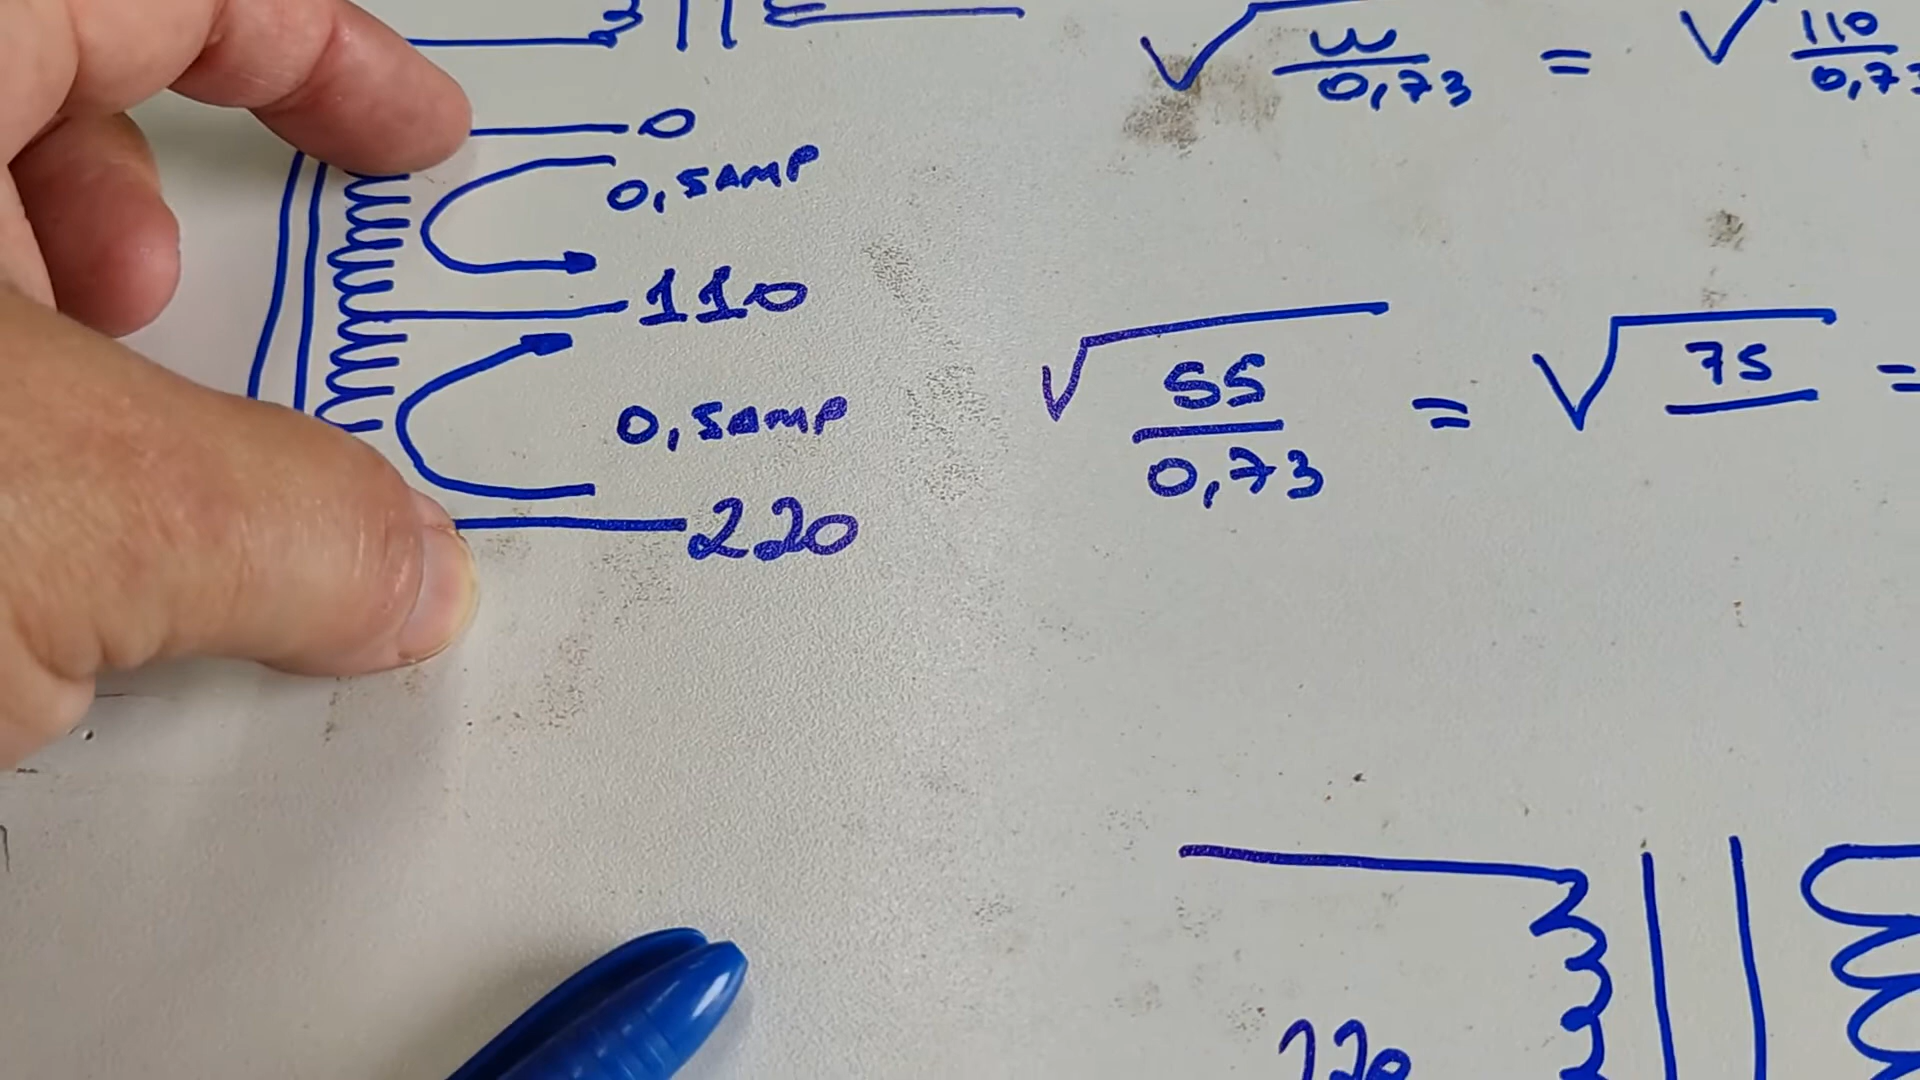 0
0,5AMP
110
0,5AMP
220
√ W / 0,73 = √ 110 / 0,73
√ 55 / 0,73 = √ 75 =
220